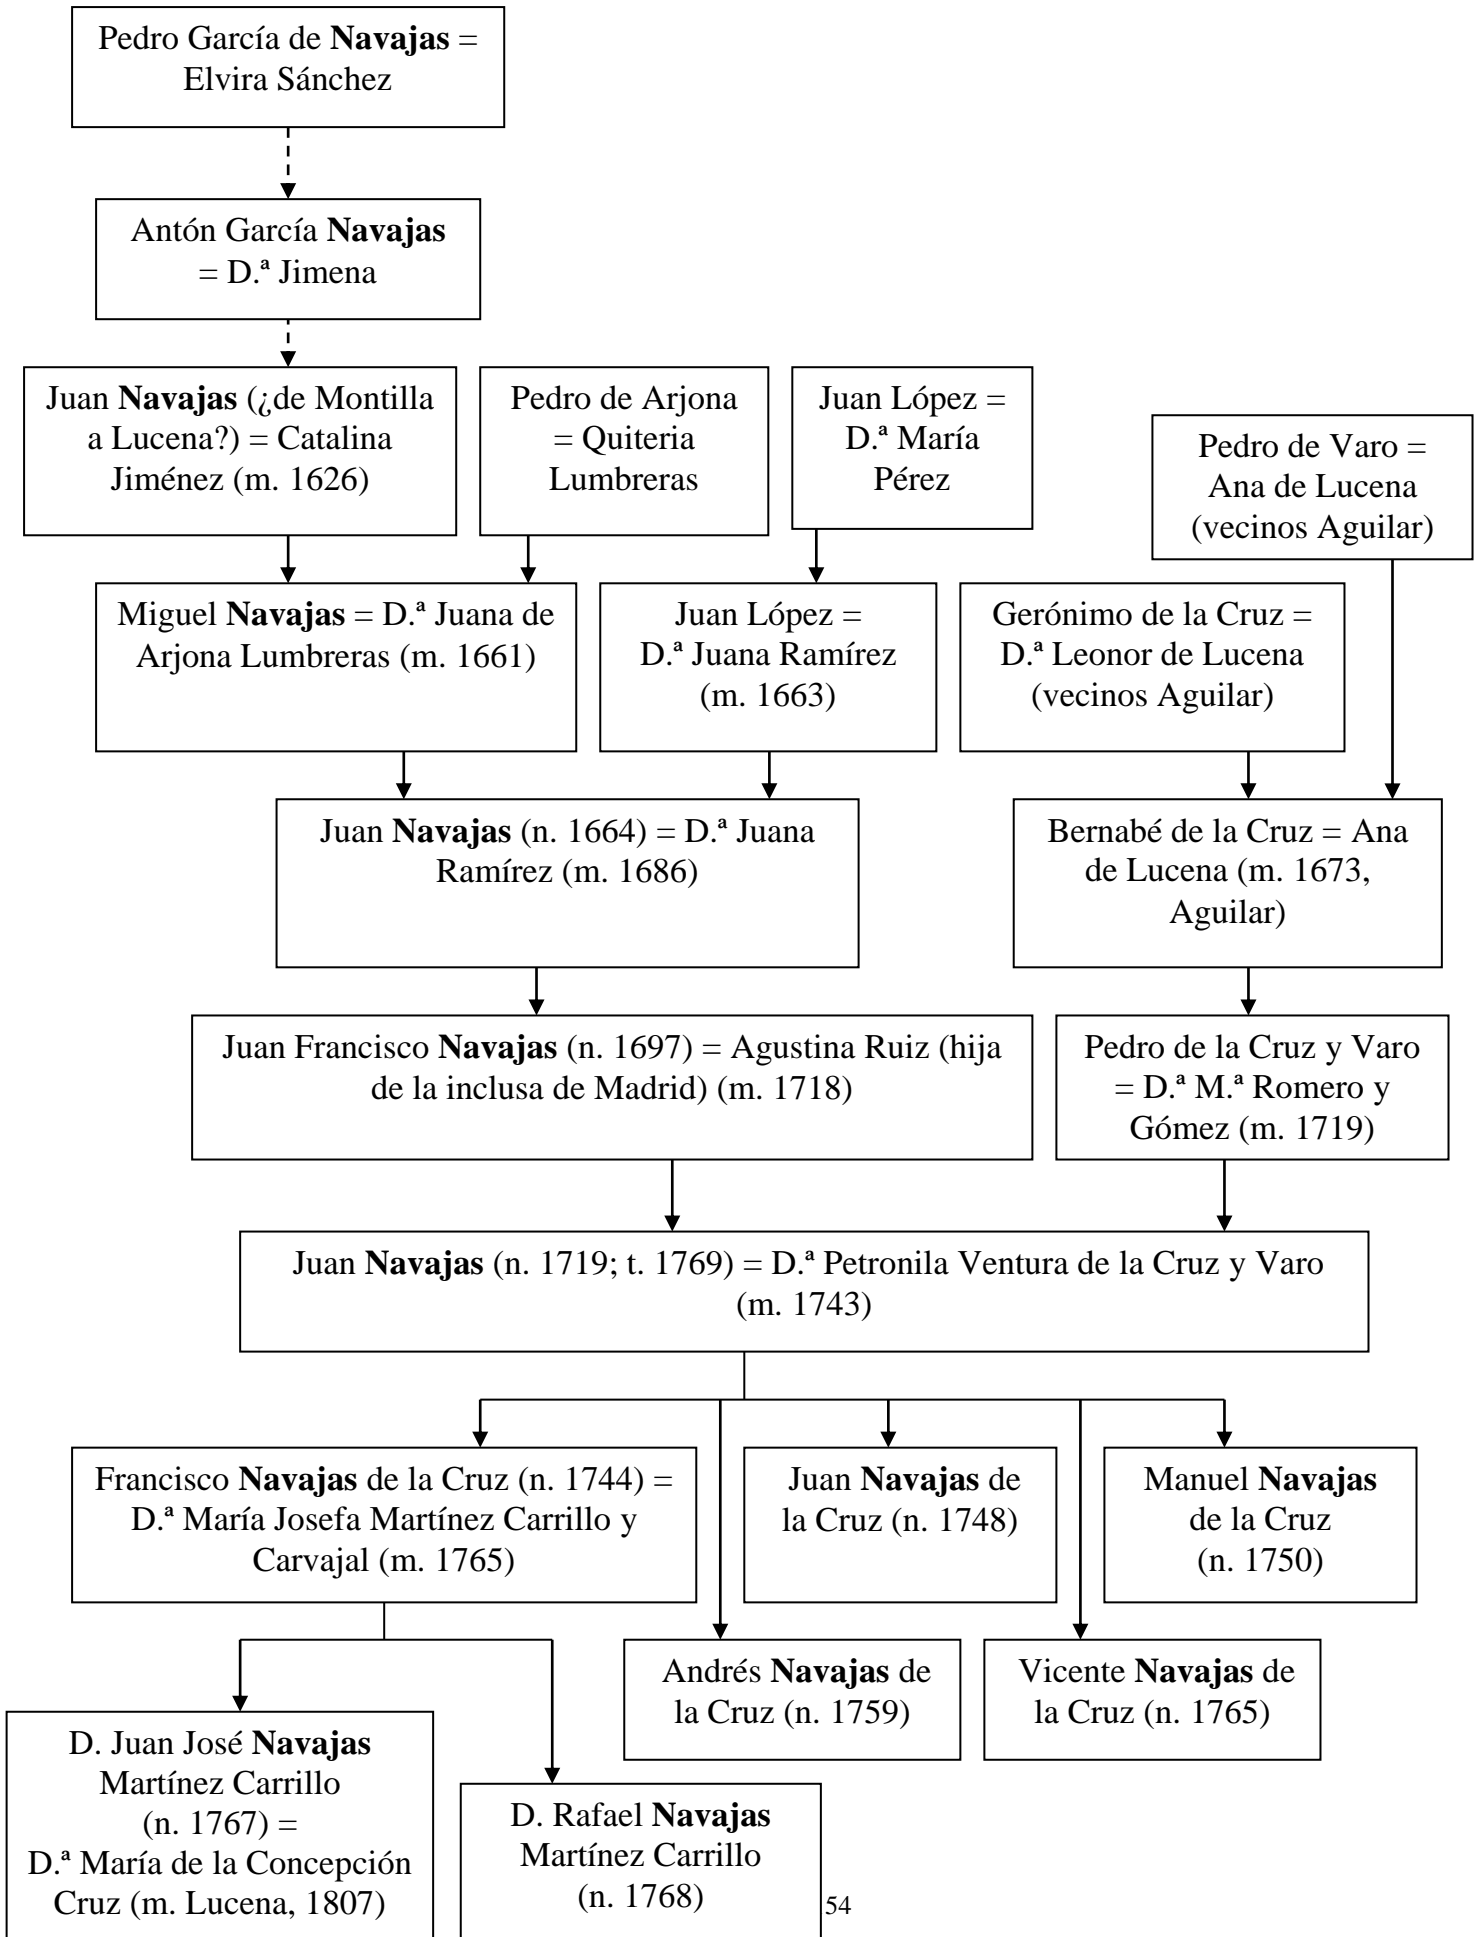 Pedro García de Navajas =
Elvira Sánchez
Antón García Navajas
= D.ª Jimena
Juan Navajas (¿de Montilla
a Lucena?) = Catalina
Jiménez (m. 1626)
Pedro de Arjona
= Quiteria
Lumbreras
Juan López =
D.ª María
Pérez
Pedro de Varo =
Ana de Lucena
(vecinos Aguilar)
Miguel Navajas = D.ª Juana de
Arjona Lumbreras (m. 1661)
Juan López =
D.ª Juana Ramírez
(m. 1663)
Gerónimo de la Cruz =
D.ª Leonor de Lucena
(vecinos Aguilar)
Juan Navajas (n. 1664) = D.ª Juana
Ramírez (m. 1686)
Bernabé de la Cruz = Ana
de Lucena (m. 1673,
Aguilar)
Juan Francisco Navajas (n. 1697) = Agustina Ruiz (hija
de la inclusa de Madrid) (m. 1718)
Pedro de la Cruz y Varo
= D.ª M.ª Romero y
Gómez (m. 1719)
Juan Navajas (n. 1719; t. 1769) = D.ª Petronila Ventura de la Cruz y Varo
(m. 1743)
Francisco Navajas de la Cruz (n. 1744) =
D.ª María Josefa Martínez Carrillo y
Carvajal (m. 1765)
Juan Navajas de
la Cruz (n. 1748)
Manuel Navajas
de la Cruz
(n. 1750)
Andrés Navajas de
la Cruz (n. 1759)
Vicente Navajas de
la Cruz (n. 1765)
D. Juan José Navajas
Martínez Carrillo
(n. 1767) =
D.ª María de la Concepción
Cruz (m. Lucena, 1807)
D. Rafael Navajas
Martínez Carrillo
(n. 1768)
54